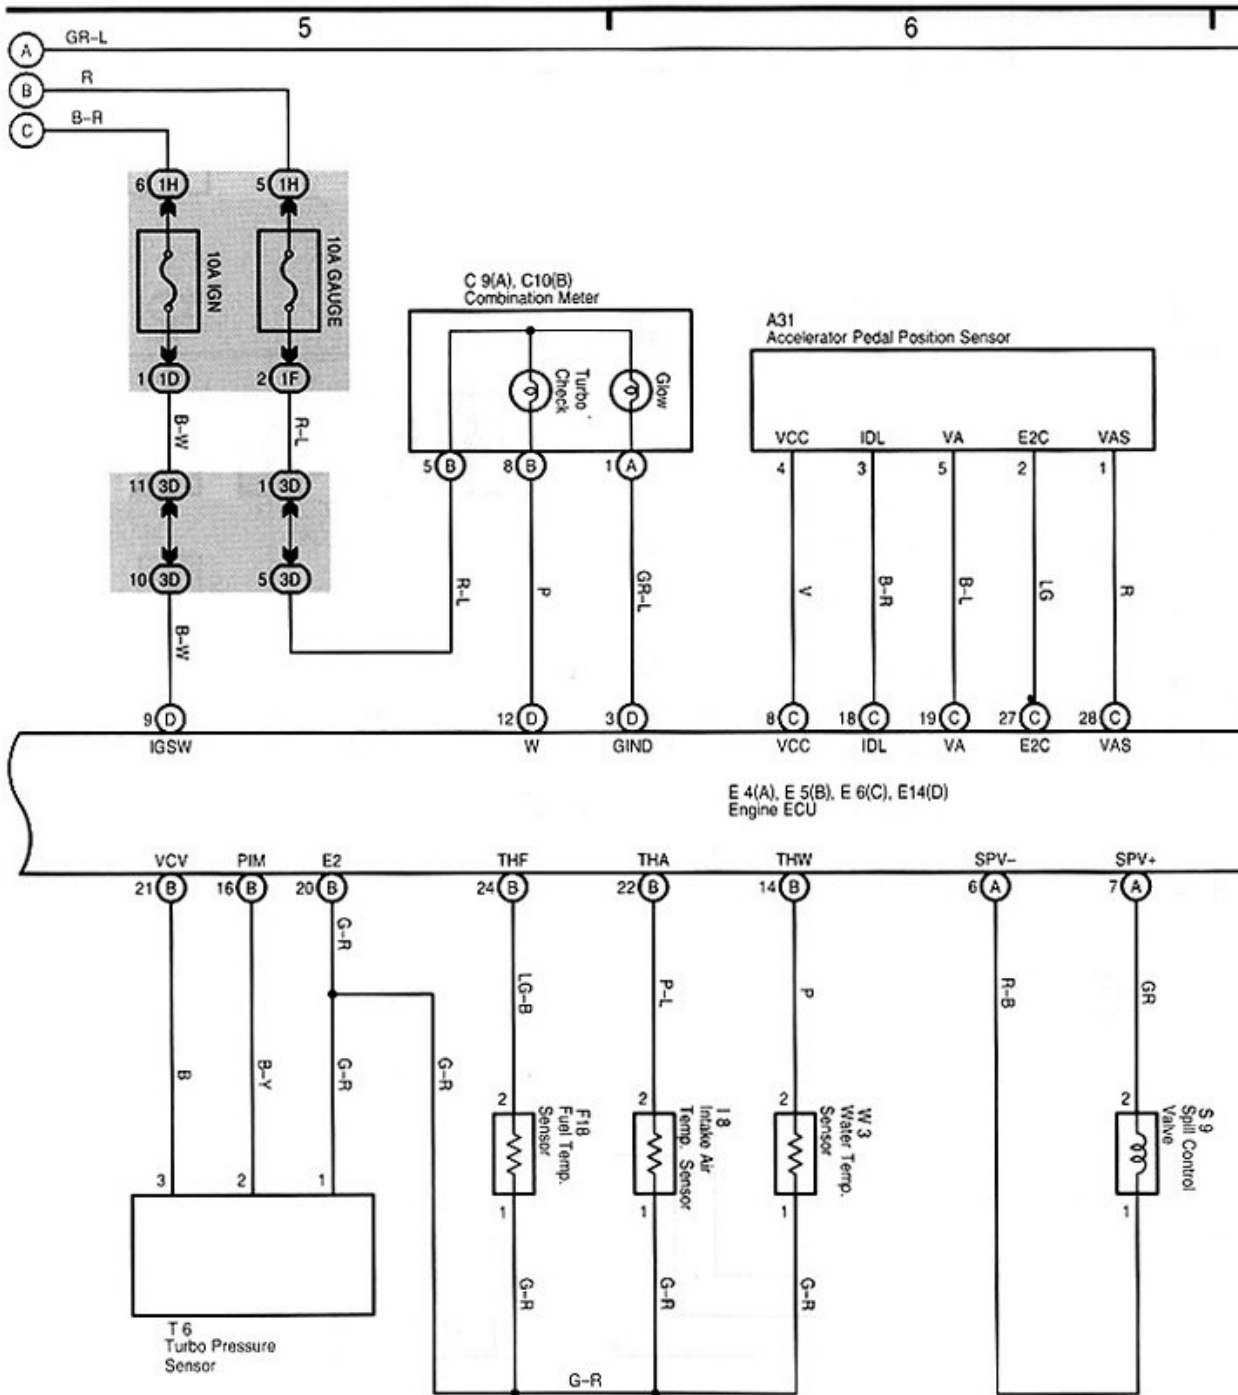 5 6
A GR-L
B R
C B-R
6 1H 5 1H
10A IGN 10A GAUGE
1 1D 2 1F
B-W R-L
11 3D 1 3D
10 3D 5 3D
B-W
C 9(A), C10(B)
Combination Meter
Turbo
Check
Glow
5 B 8 B 1 A
R-L P GR-L
A31
Accelerator Pedal Position Sensor
VCC IDL VA E2C VAS
4 3 5 2 1
V B-R B-L LG R
9 D 12 D 3 D 8 C 18 C 19 C 27 C 28 C
IGSW W GIND VCC IDL VA E2C VAS
E 4(A), E 5(B), E 6(C), E14(D)
Engine ECU
VCV PIM E2 THF THA THW SPV- SPV+
21 B 16 B 20 B 24 B 22 B 14 B 6 A 7 A
G-R
B B-Y G-R G-R LG-B P-L P R-B GR
3 2 1
T 6
Turbo Pressure
Sensor
2 2 2 2
F18
Fuel Temp.
Sensor
I 8
Intake Air
Temp. Sensor
W 3
Water Temp.
Sensor
S 9
Spill Control
Valve
1 1 1 1
G-R G-R G-R
G-R